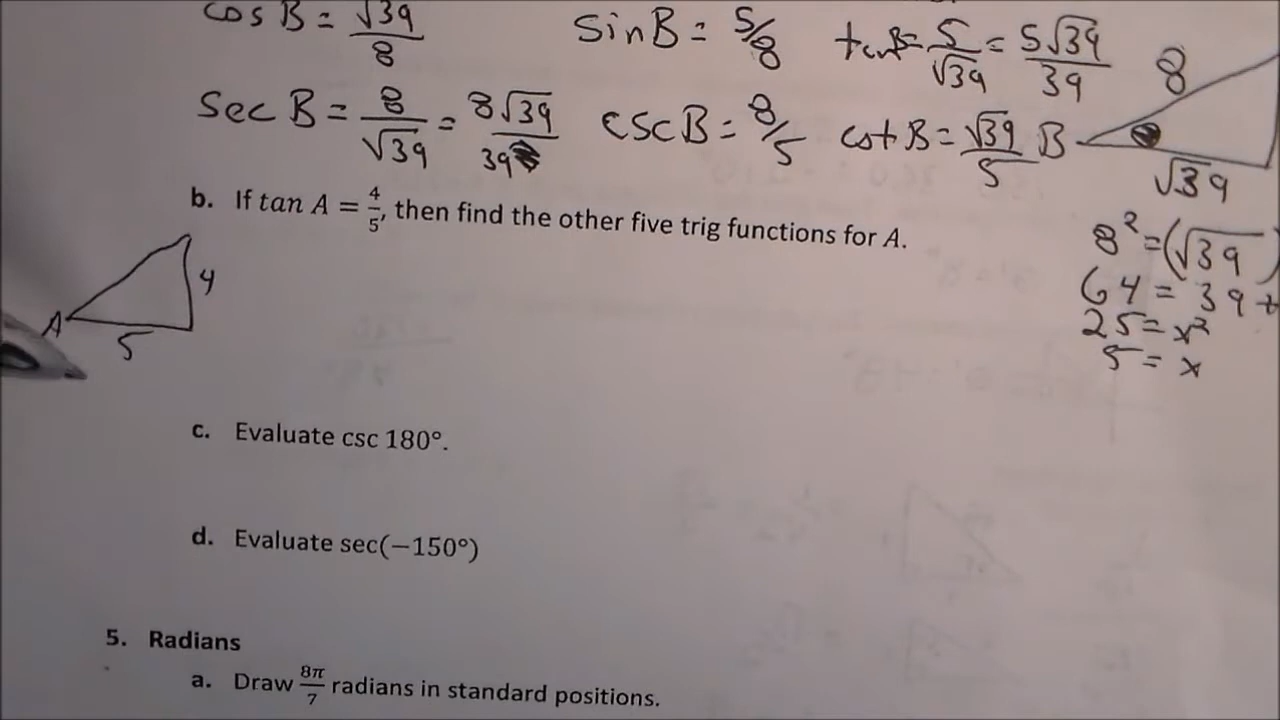 cos B = √39/8 sin B = 5/8 tan B = 5/√39 = 5√39/39 8
sec B = 8/√39 = 8√39/39 csc B = 8/5 cot B = √39/5 B √39
b. If tan A = 4/5, then find the other five trig functions for A.
4
A 5
8² = (√39)
64 = 39 +
25 = x²
5 = x
c. Evaluate csc 180°.
d. Evaluate sec(−150°)
5. Radians
a. Draw 8π/7 radians in standard positions.